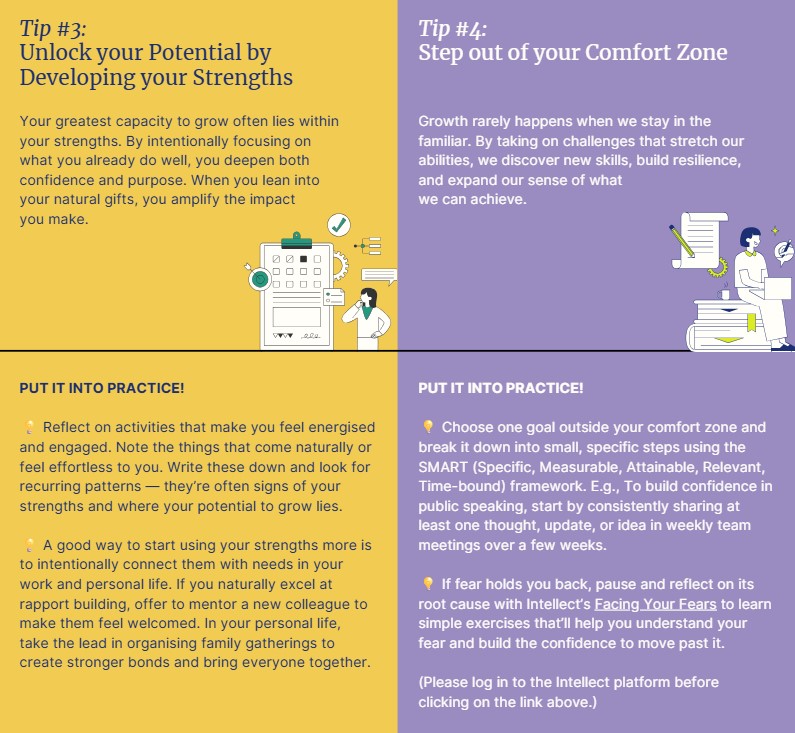 Tip #3:
Unlock your Potential by
Developing your Strengths
Your greatest capacity to grow often lies within
your strengths. By intentionally focusing on
what you already do well, you deepen both
confidence and purpose. When you lean into
your natural gifts, you amplify the impact
you make.
PUT IT INTO PRACTICE!
💡 Reflect on activities that make you feel energised
and engaged. Note the things that come naturally or
feel effortless to you. Write these down and look for
recurring patterns — they’re often signs of your
strengths and where your potential to grow lies.
💡 A good way to start using your strengths more is
to intentionally connect them with needs in your
work and personal life. If you naturally excel at
rapport building, offer to mentor a new colleague to
make them feel welcomed. In your personal life,
take the lead in organising family gatherings to
create stronger bonds and bring everyone together.
Tip #4:
Step out of your Comfort Zone
Growth rarely happens when we stay in the
familiar. By taking on challenges that stretch our
abilities, we discover new skills, build resilience,
and expand our sense of what
we can achieve.
PUT IT INTO PRACTICE!
💡 Choose one goal outside your comfort zone and
break it down into small, specific steps using the
SMART (Specific, Measurable, Attainable, Relevant,
Time-bound) framework. E.g., To build confidence in
public speaking, start by consistently sharing at
least one thought, update, or idea in weekly team
meetings over a few weeks.
💡 If fear holds you back, pause and reflect on its
root cause with Intellect’s Facing Your Fears to learn
simple exercises that’ll help you understand your
fear and build the confidence to move past it.
(Please log in to the Intellect platform before
clicking on the link above.)